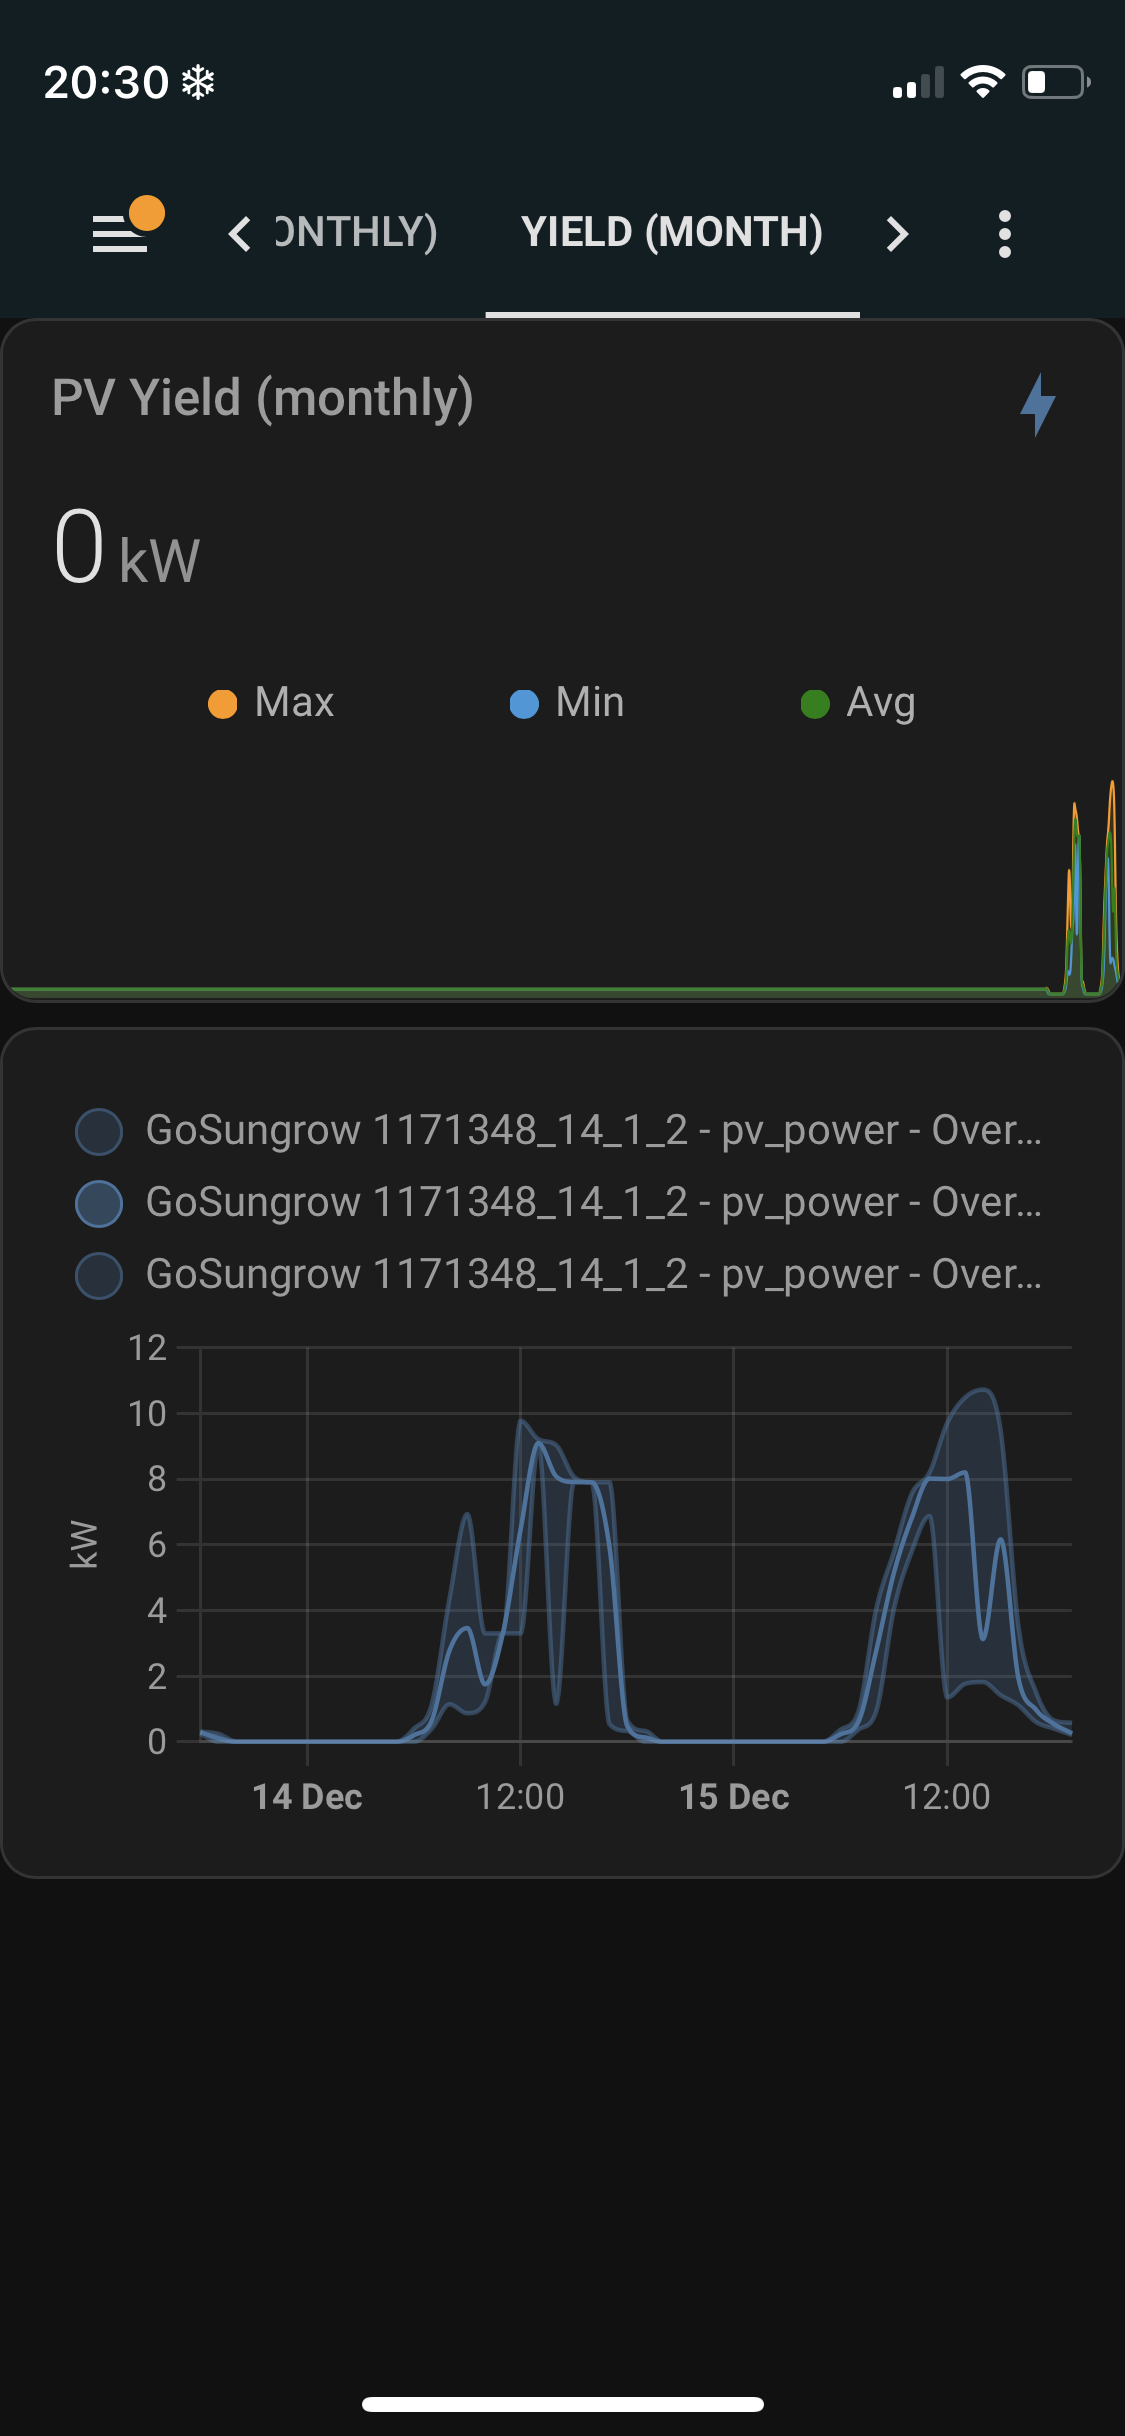 20:30
ONTHLY) YIELD (MONTH)
PV Yield (monthly)
0 kW
Max Min Avg
GoSungrow 1171348_14_1_2 - pv_power - Over...
GoSungrow 1171348_14_1_2 - pv_power - Over...
GoSungrow 1171348_14_1_2 - pv_power - Over...
12
10
8
kW
6
4
2
0
14 Dec 12:00 15 Dec 12:00